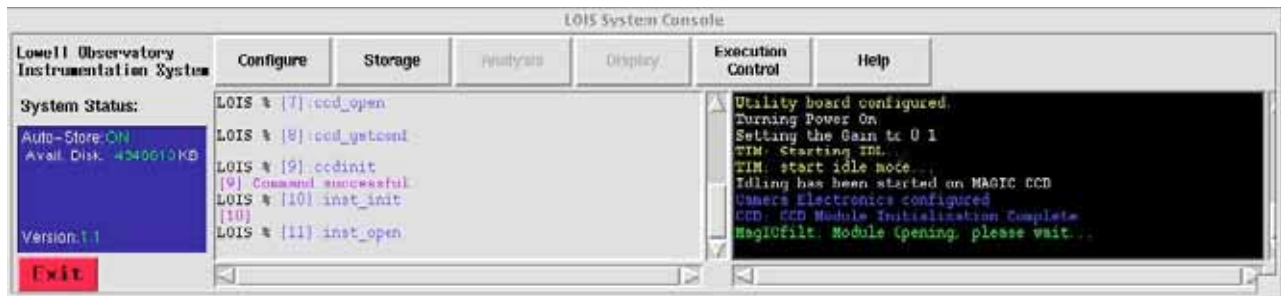 LOIS System Console
Lowell Observatory
Instrumentation System
Configure
Storage
Analysis
Display
Execution
Control
Help
System Status:
Auto-Store:ON
Avail. Disk: KB
Version:1.1
Exit
LOIS % [7]:ccd_open
LOIS % [8]:ccd_getconf
LOIS % [9]:ccdinit
[9] Command successful
LOIS % [10] inst_init
[10]
LOIS % [11] inst_open
Utility board configured.
Turning Power On
Setting the Gain to 0 1
TIM: Starting IDL...
TIM: start idle mode...
Idling has been started on MAGIC CCD
Camera Electronics configured
CCD: CCD Module Initialization Complete
MagICfilt. Module Opening, please wait...